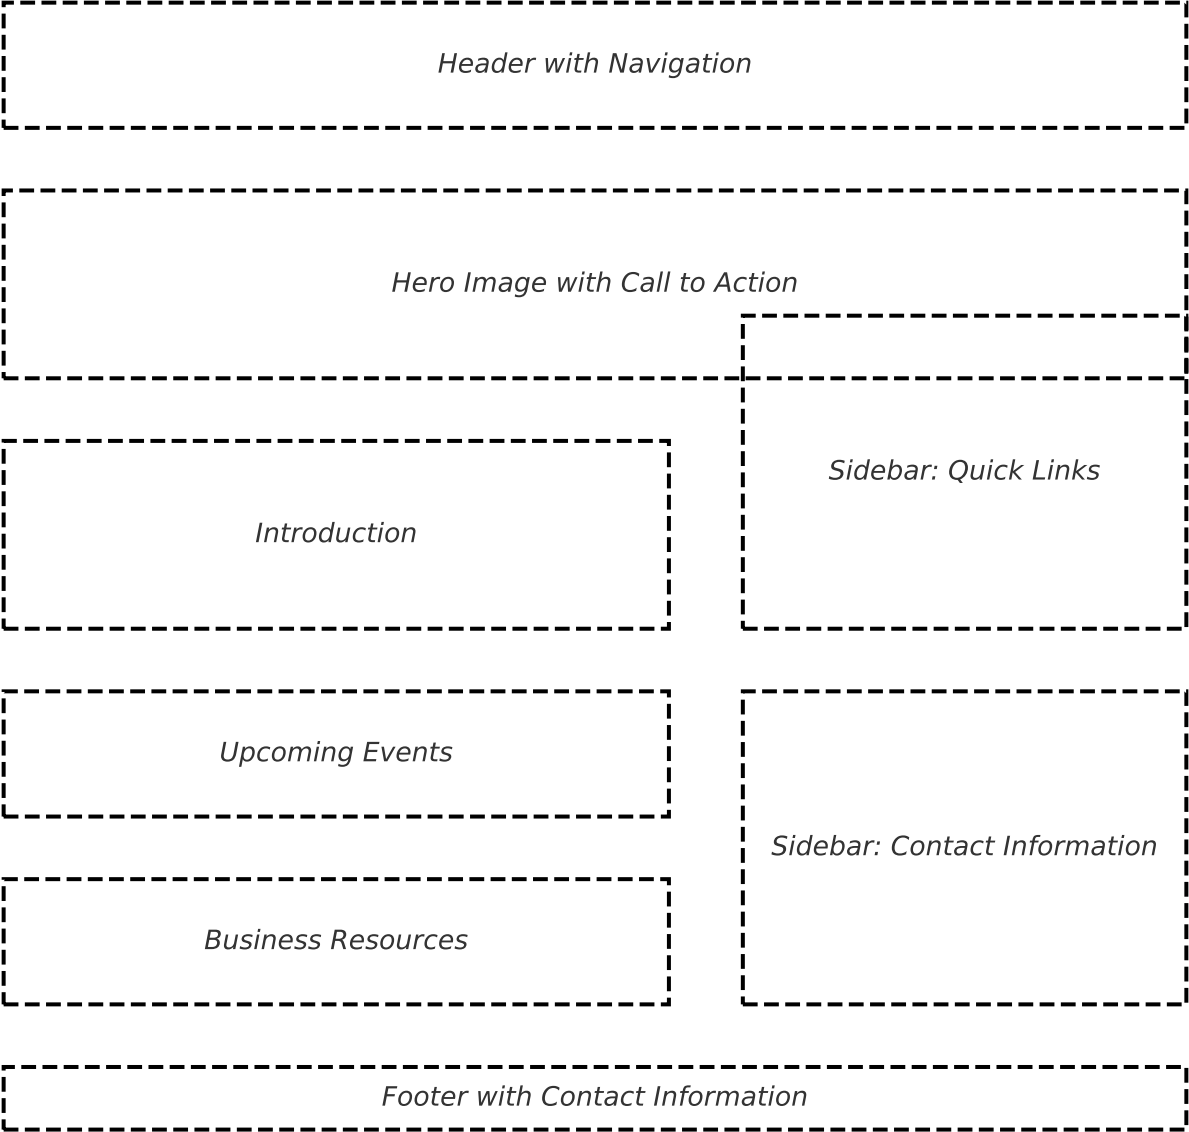 Header with Navigation
Hero Image with Call to Action
Sidebar: Quick Links
Introduction
Upcoming Events
Sidebar: Contact Information
Business Resources
Footer with Contact Information